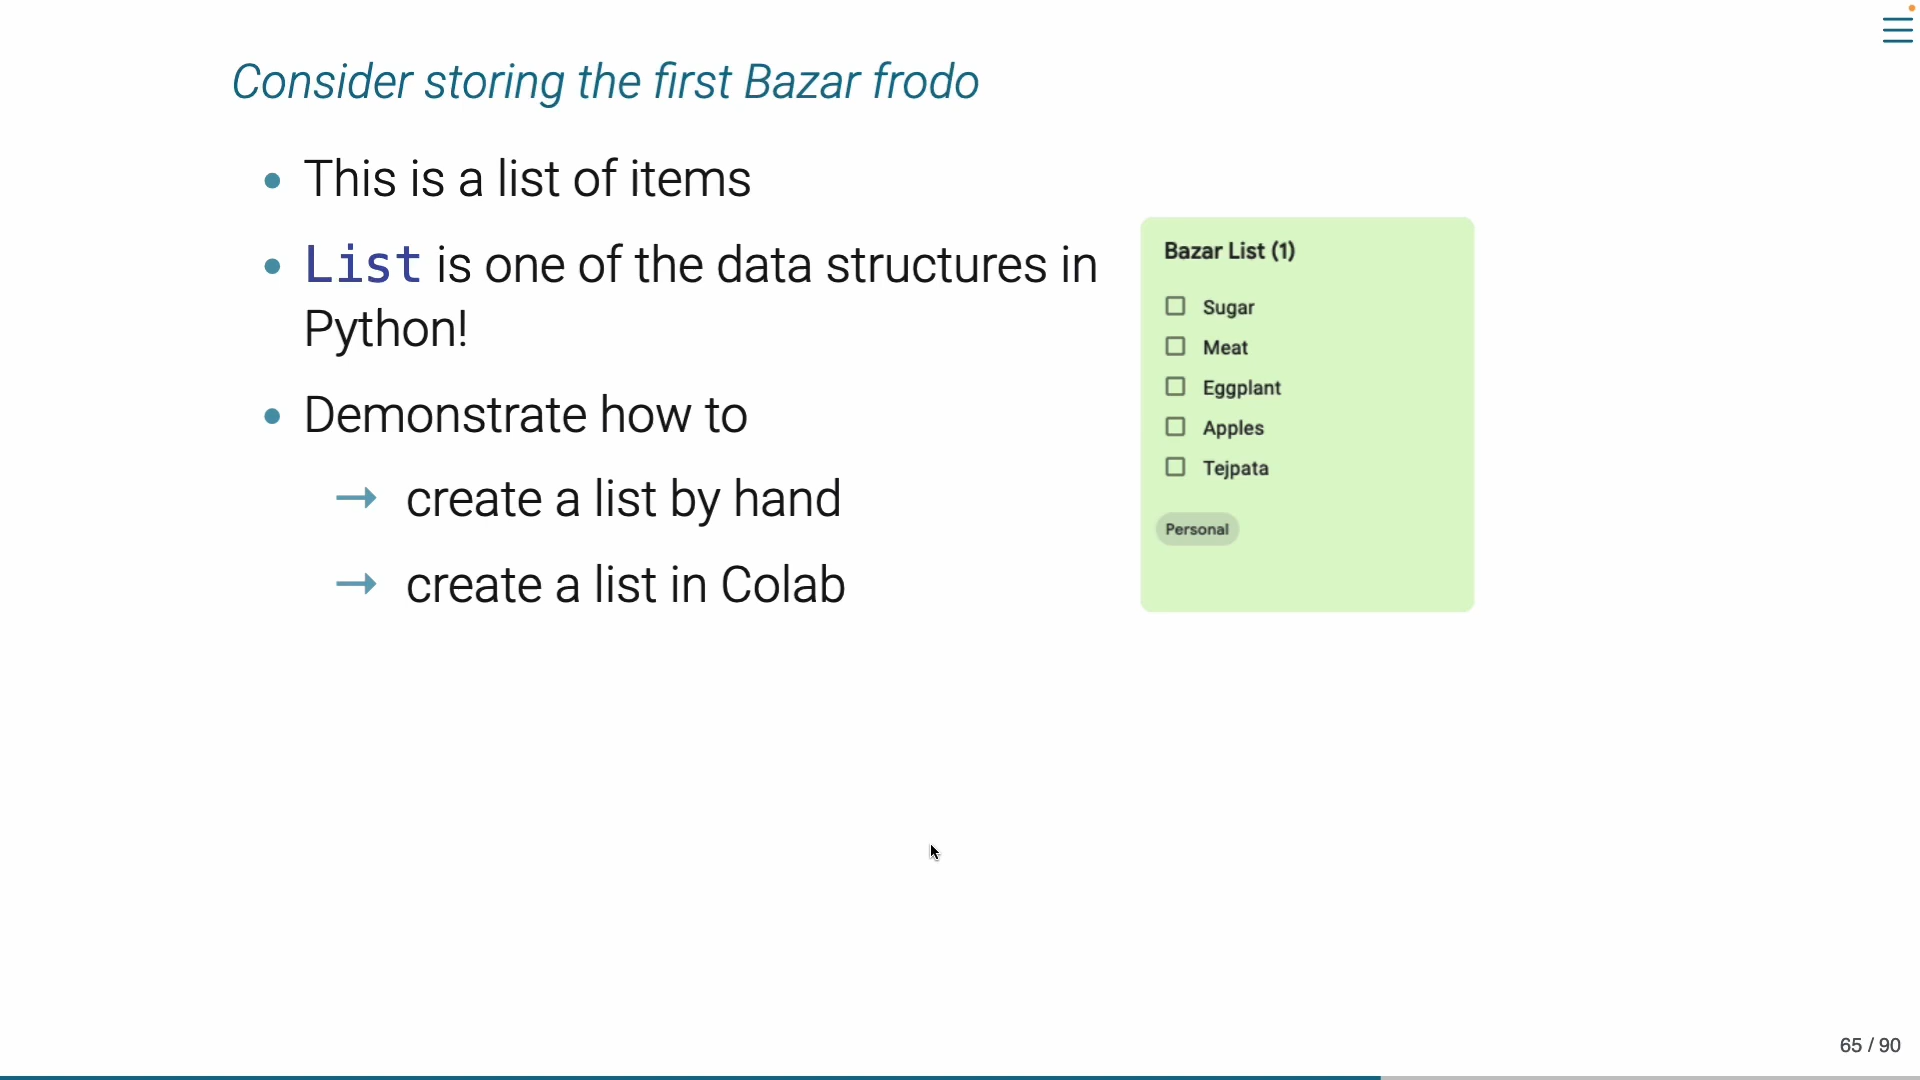 Consider storing the first Bazar frodo
This is a list of items
List is one of the data structures in
Python!
Demonstrate how to
→ create a list by hand
→ create a list in Colab
Bazar List (1)
Sugar
Meat
Eggplant
Apples
Tejpata
Personal
65 / 90